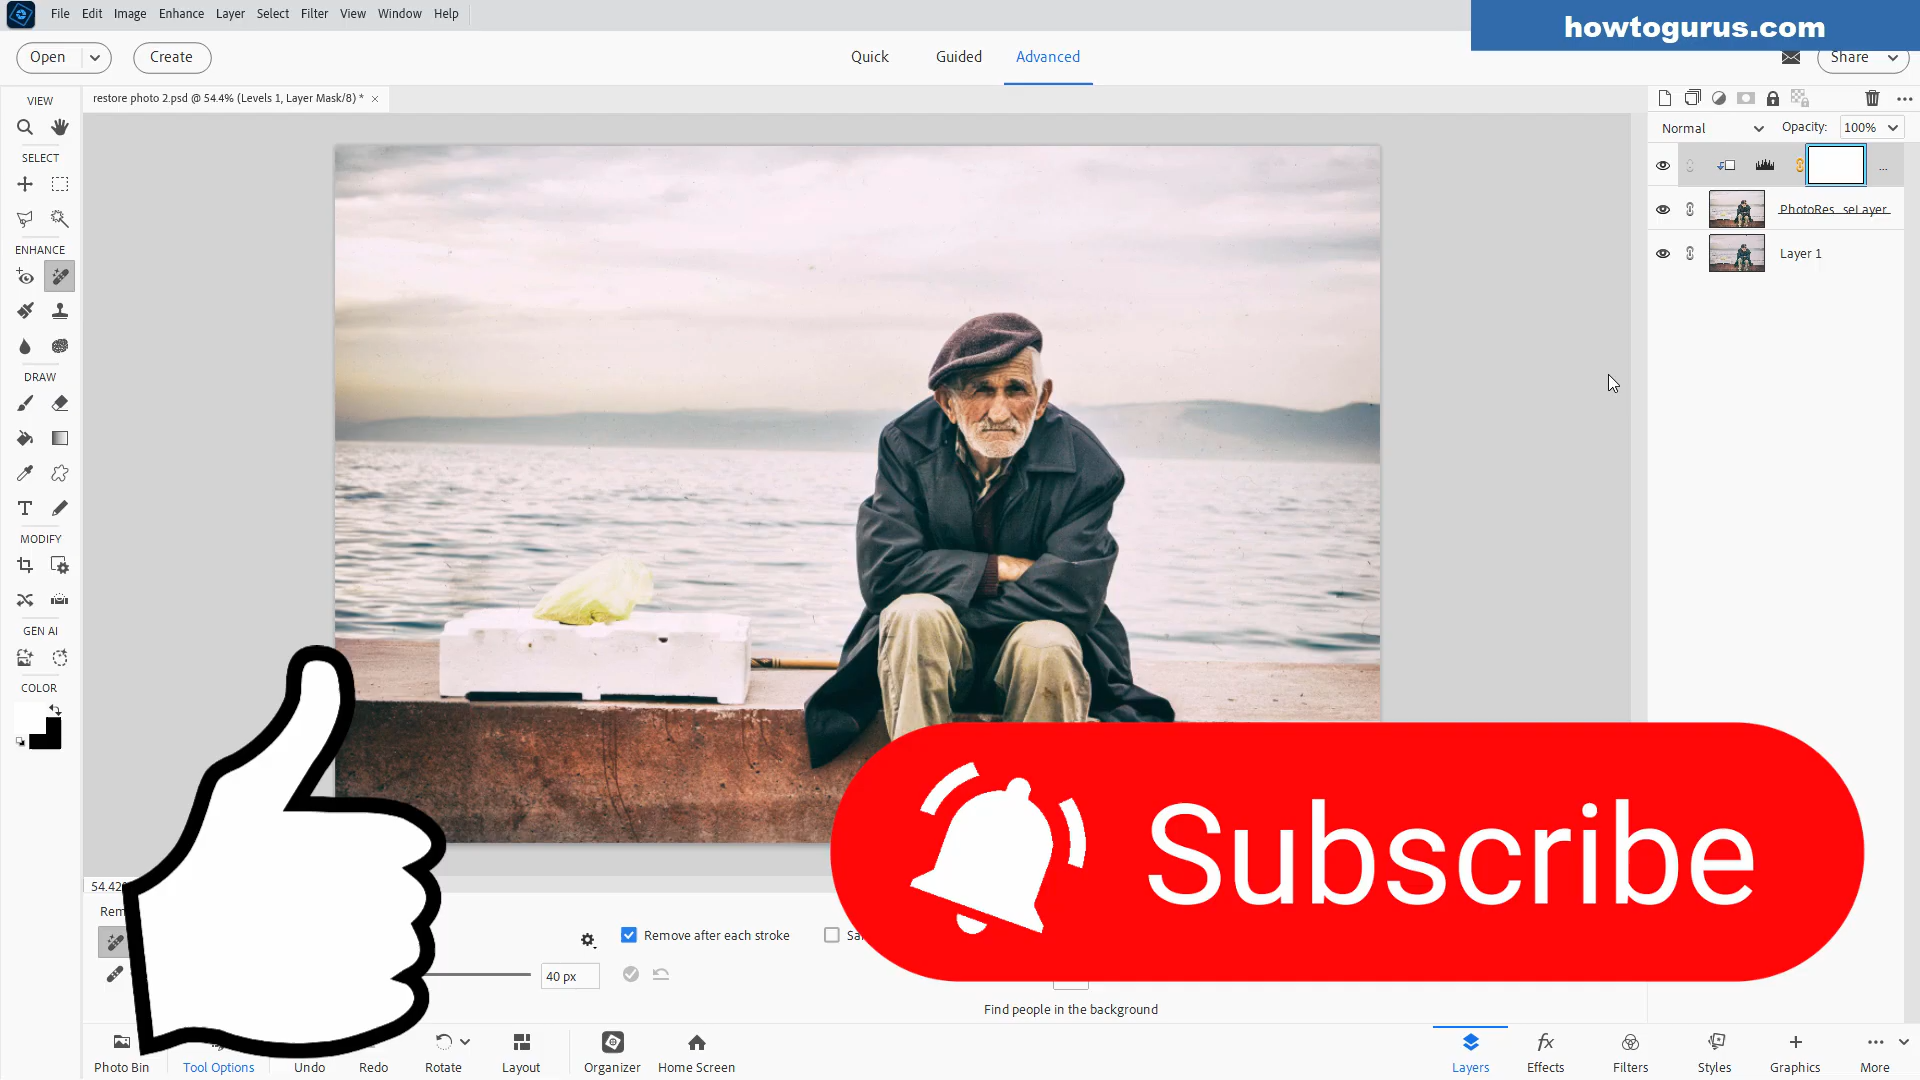 File Edit Image Enhance Layer Select Filter View Window Help
howtogurus.com
Open Create Quick Guided Advanced Share
restore photo 2.psd @ 54.4% (Levels 1, Layer Mask/8) *
VIEW
SELECT
ENHANCE
DRAW
MODIFY
GEN AI
COLOR
Normal Opacity: 100%
PhotoRes_seLayer
Layer 1
Subscribe
Remove after each stroke
40 px
Find people in the background
Photo Bin Tool Options Undo Redo Rotate Layout Organizer Home Screen Layers Effects Filters Styles Graphics More